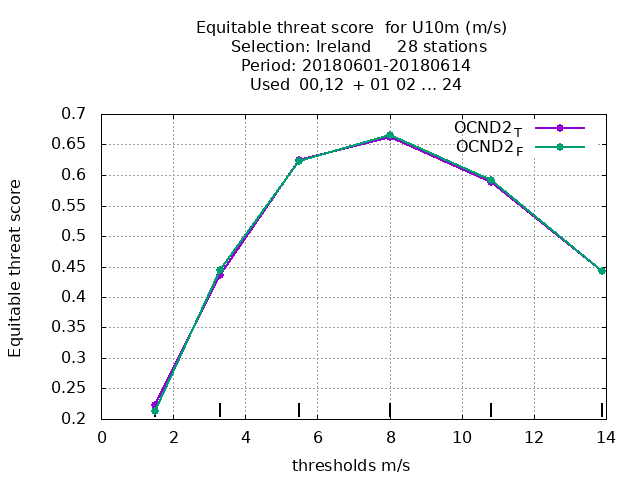 Equitable threat score for U10m (m/s)
Selection: Ireland 28 stations
Period: 20180601-20180614
Used 00,12 + 01 02 ... 24
OCND2T
OCND2F
Equitable threat score
0.7
0.65
0.6
0.55
0.5
0.45
0.4
0.35
0.3
0.25
0.2
0 2 4 6 8 10 12 14
thresholds m/s